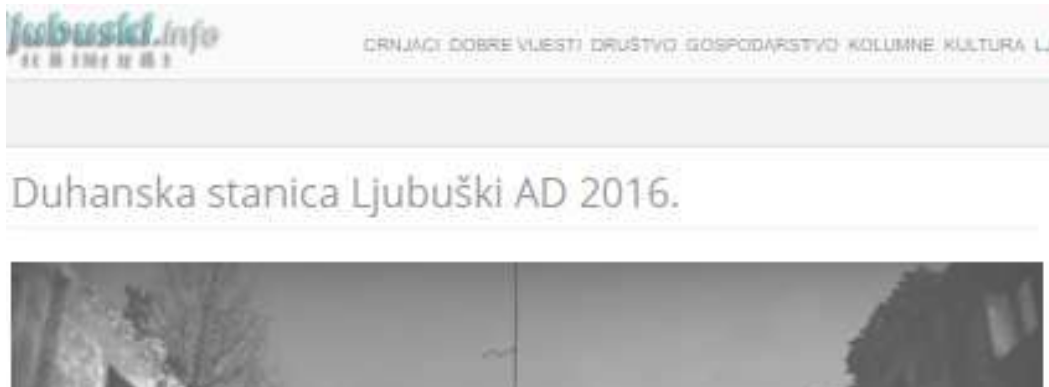 ljubuski.info
CRNJACI DOBRE VIJESTI DRUŠTVO GOSPODARSTVO KOLUMNE KULTURA
Duhanska stanica Ljubuški AD 2016.